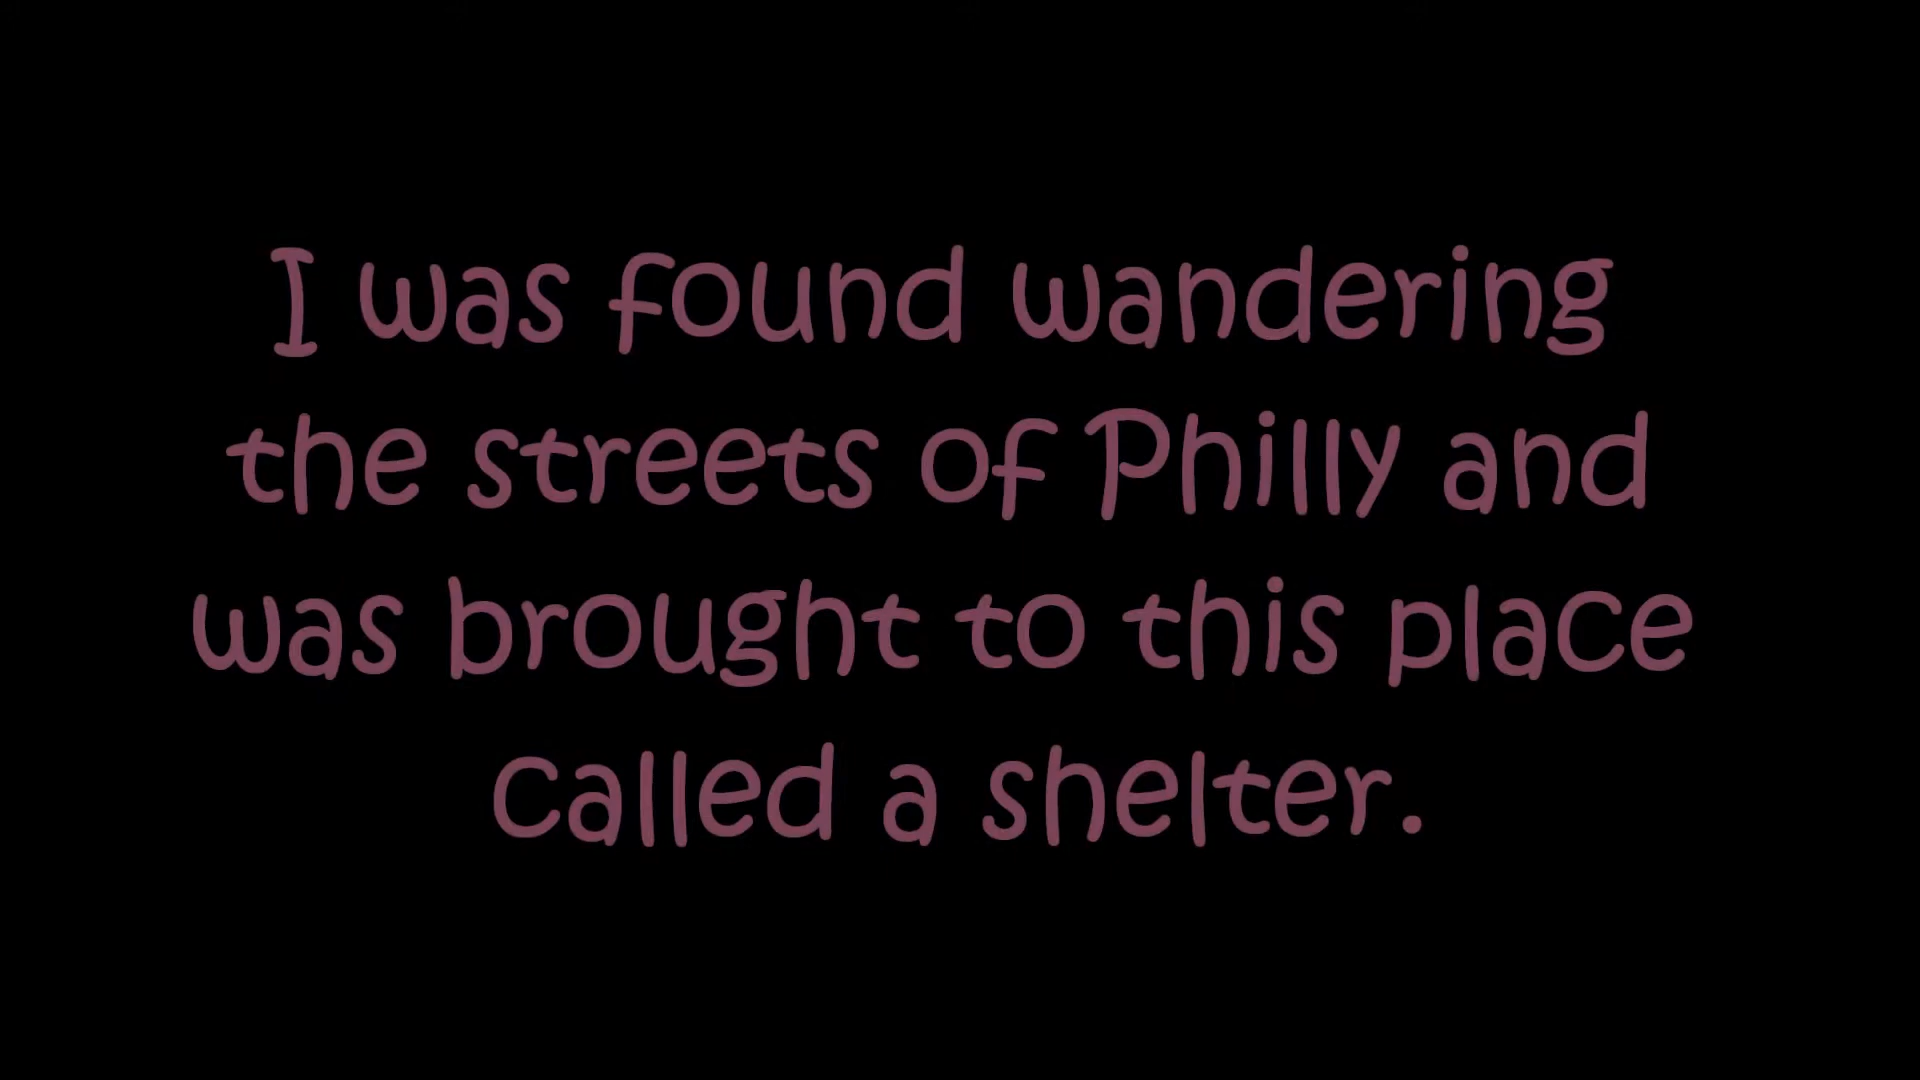 I was found wandering
the streets of Philly and
was brought to this place
called a shelter.